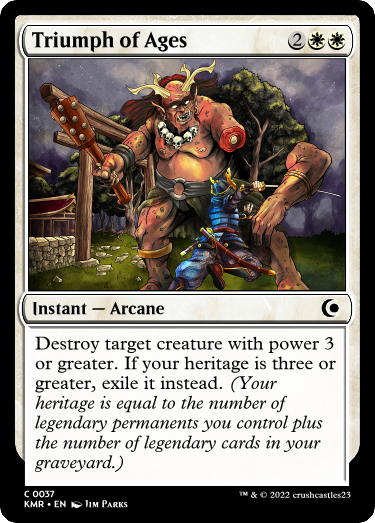 Triumph of Ages 2
Instant — Arcane
Destroy target creature with power 3
or greater. If your heritage is three or
greater, exile it instead. (Your
heritage is equal to the number of
legendary permanents you control plus
the number of legendary cards in your
graveyard.)
C 0037
KMR • EN Jim Parks
™ & © 2022 crushcastles23